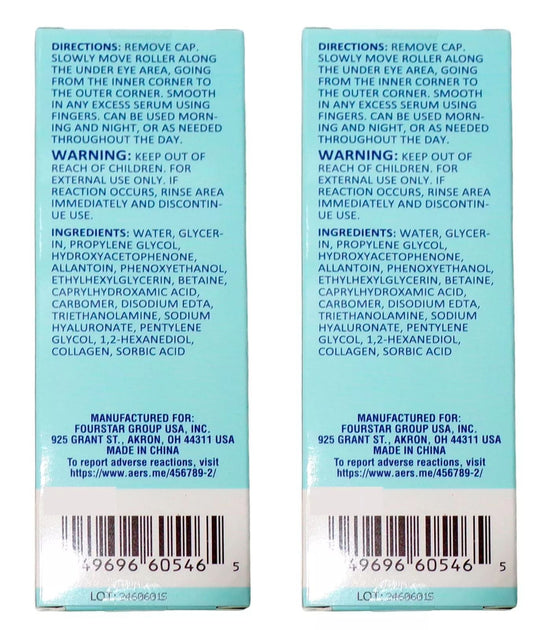 DIRECTIONS: REMOVE CAP.
SLOWLY MOVE ROLLER ALONG
THE UNDER EYE AREA, GOING
FROM THE INNER CORNER TO
THE OUTER CORNER. SMOOTH
IN ANY EXCESS SERUM USING
FINGERS. CAN BE USED MORN-
ING AND NIGHT, OR AS NEEDED
THROUGHOUT THE DAY.
WARNING: KEEP OUT OF
REACH OF CHILDREN. FOR
EXTERNAL USE ONLY. IF
REACTION OCCURS, RINSE AREA
IMMEDIATELY AND DISCONTIN-
UE USE.
INGREDIENTS: WATER, GLYCER-
IN, PROPYLENE GLYCOL,
HYDROXYACETOPHENONE,
ALLANTOIN, PHENOXYETHANOL,
ETHYLHEXYLGLYCERIN, BETAINE,
CAPRYLHYDROXAMIC ACID,
CARBOMER, DISODIUM EDTA,
TRIETHANOLAMINE, SODIUM
HYALURONATE, PENTYLENE
GLYCOL, 1,2-HEXANEDIOL,
COLLAGEN, SORBIC ACID
MANUFACTURED FOR:
FOURSTAR GROUP USA, INC.
925 GRANT ST., AKRON, OH 44311 USA
MADE IN CHINA
To report adverse reactions, visit
https://www.aers.me/456789-2/
49696 60546 5
LOT: 24606015
DIRECTIONS: REMOVE CAP.
SLOWLY MOVE ROLLER ALONG
THE UNDER EYE AREA, GOING
FROM THE INNER CORNER TO
THE OUTER CORNER. SMOOTH
IN ANY EXCESS SERUM USING
FINGERS. CAN BE USED MORN-
ING AND NIGHT, OR AS NEEDED
THROUGHOUT THE DAY.
WARNING: KEEP OUT OF
REACH OF CHILDREN. FOR
EXTERNAL USE ONLY. IF
REACTION OCCURS, RINSE AREA
IMMEDIATELY AND DISCONTIN-
UE USE.
INGREDIENTS: WATER, GLYCER-
IN, PROPYLENE GLYCOL,
HYDROXYACETOPHENONE,
ALLANTOIN, PHENOXYETHANOL,
ETHYLHEXYLGLYCERIN, BETAINE,
CAPRYLHYDROXAMIC ACID,
CARBOMER, DISODIUM EDTA,
TRIETHANOLAMINE, SODIUM
HYALURONATE, PENTYLENE
GLYCOL, 1,2-HEXANEDIOL,
COLLAGEN, SORBIC ACID
MANUFACTURED FOR:
FOURSTAR GROUP USA, INC.
925 GRANT ST., AKRON, OH 44311 USA
MADE IN CHINA
To report adverse reactions, visit
https://www.aers.me/456789-2/
49696 60546 5
LOT: 24606015